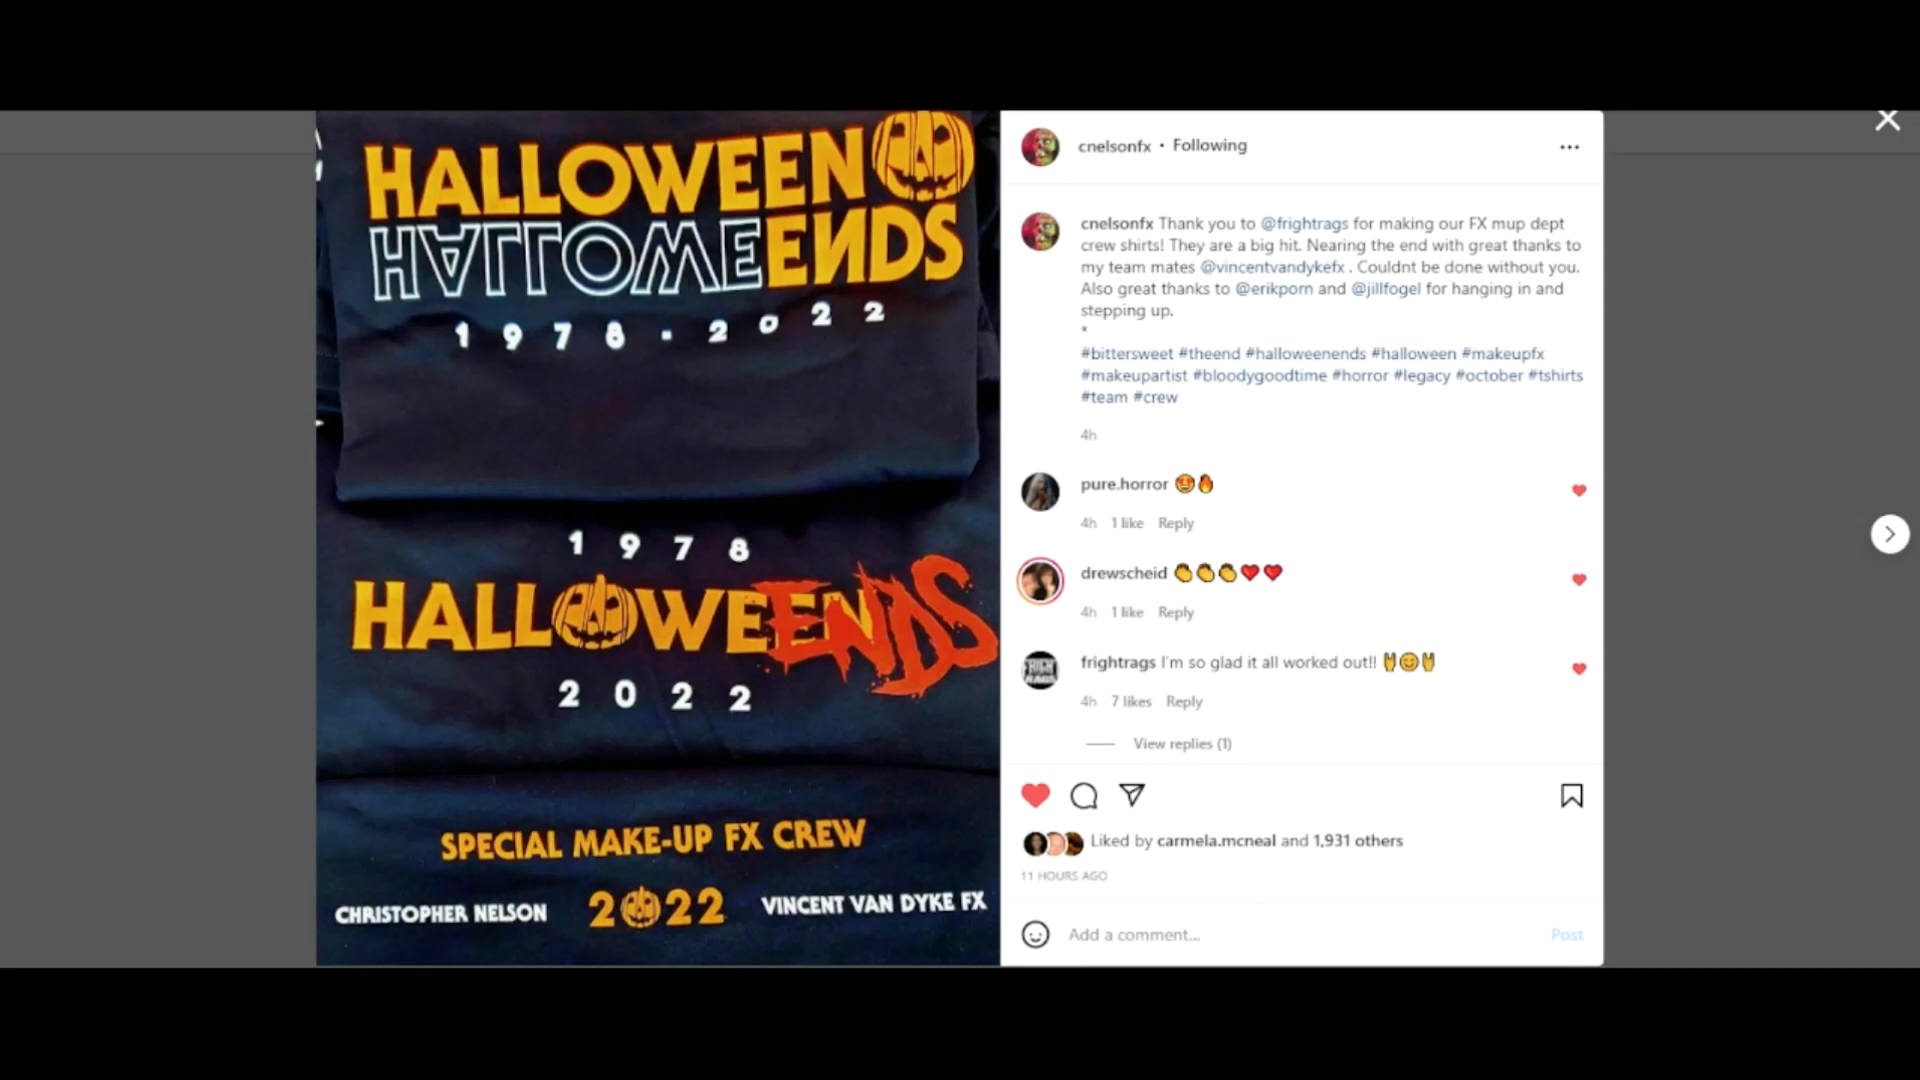 HALLOWEEN
HALLOWEENDS
1978-2022
1978
HALLOWEENDS
2022
SPECIAL MAKE-UP FX CREW
CHRISTOPHER NELSON 2022 VINCENT VAN DYKE FX
cnelsonfx • Following
cnelsonfx Thank you to @frightrags for making our FX mup dept
crew shirts! They are a big hit. Nearing the end with great thanks to
my team mates @vincentvandykefx . Couldnt be done without you.
Also great thanks to @erikporn and @jillfogel for hanging in and
stepping up.
*
#bittersweet #theend #halloweenends #halloween #makeupfx
#makeupartist #bloodygoodtime #horror #legacy #october #tshirts
#team #crew
4h
pure.horror 🤩🔥
4h 1 like Reply
drewscheid 👏👏👏❤️❤️
4h 1 like Reply
FRIGHT
RAGS
frightrags I'm so glad it all worked out!! 🤘😊🤘
4h 7 likes Reply
View replies (1)
Liked by carmela.mcneal and 1,931 others
11 HOURS AGO
Add a comment... Post